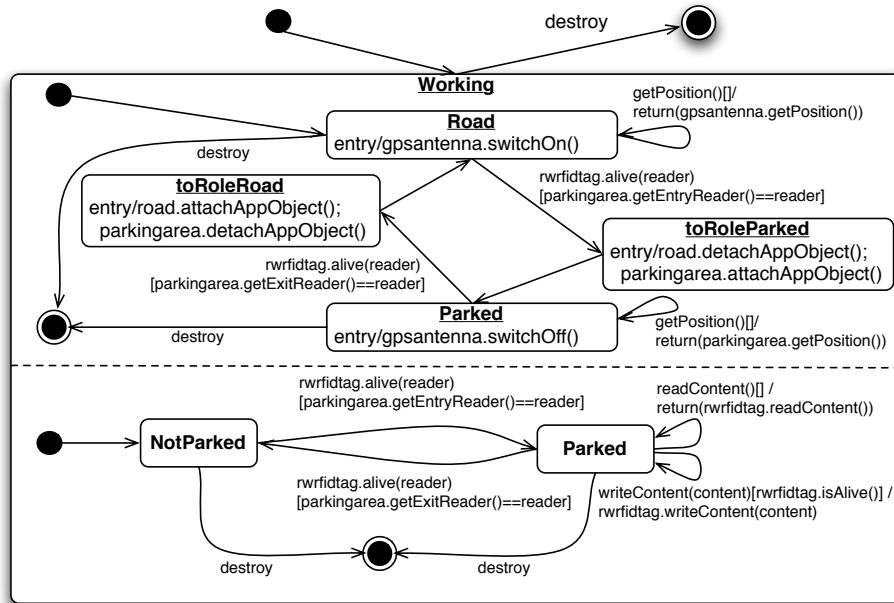 destroy
Working
getPosition()[]/
return(gpsantenna.getPosition())
Road
entry/gpsantenna.switchOn()
destroy
rwrfidtag.alive(reader)
[parkingarea.getEntryReader()==reader]
toRoleRoad
entry/road.attachAppObject();
parkingarea.detachAppObject()
toRoleParked
entry/road.detachAppObject();
parkingarea.attachAppObject()
rwrfidtag.alive(reader)
[parkingarea.getExitReader()==reader]
Parked
entry/gpsantenna.switchOff()
getPosition()[]/
return(parkingarea.getPosition())
destroy
rwrfidtag.alive(reader)
[parkingarea.getEntryReader()==reader]
readContent()[] /
return(rwrfidtag.readContent())
NotParked
Parked
rwrfidtag.alive(reader)
[parkingarea.getExitReader()==reader]
writeContent(content)[rwrfidtag.isAlive()] /
rwrfidtag.writeContent(content)
destroy
destroy